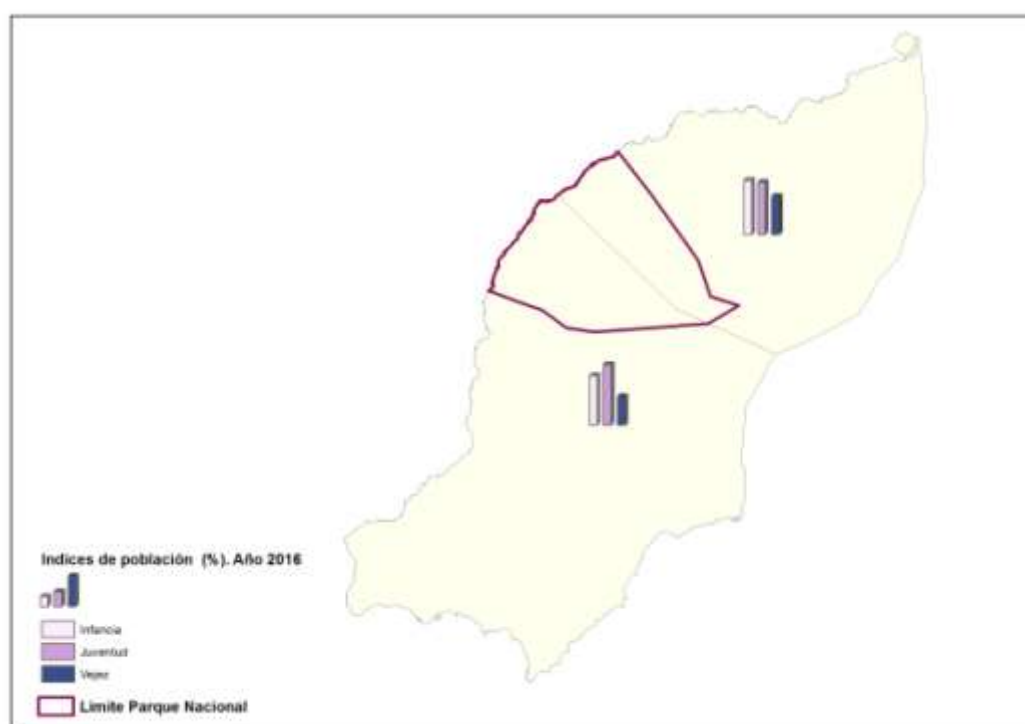 Indices de población (%). Año 2016
Infancia
Juventud
Vejez
Limite Parque Nacional